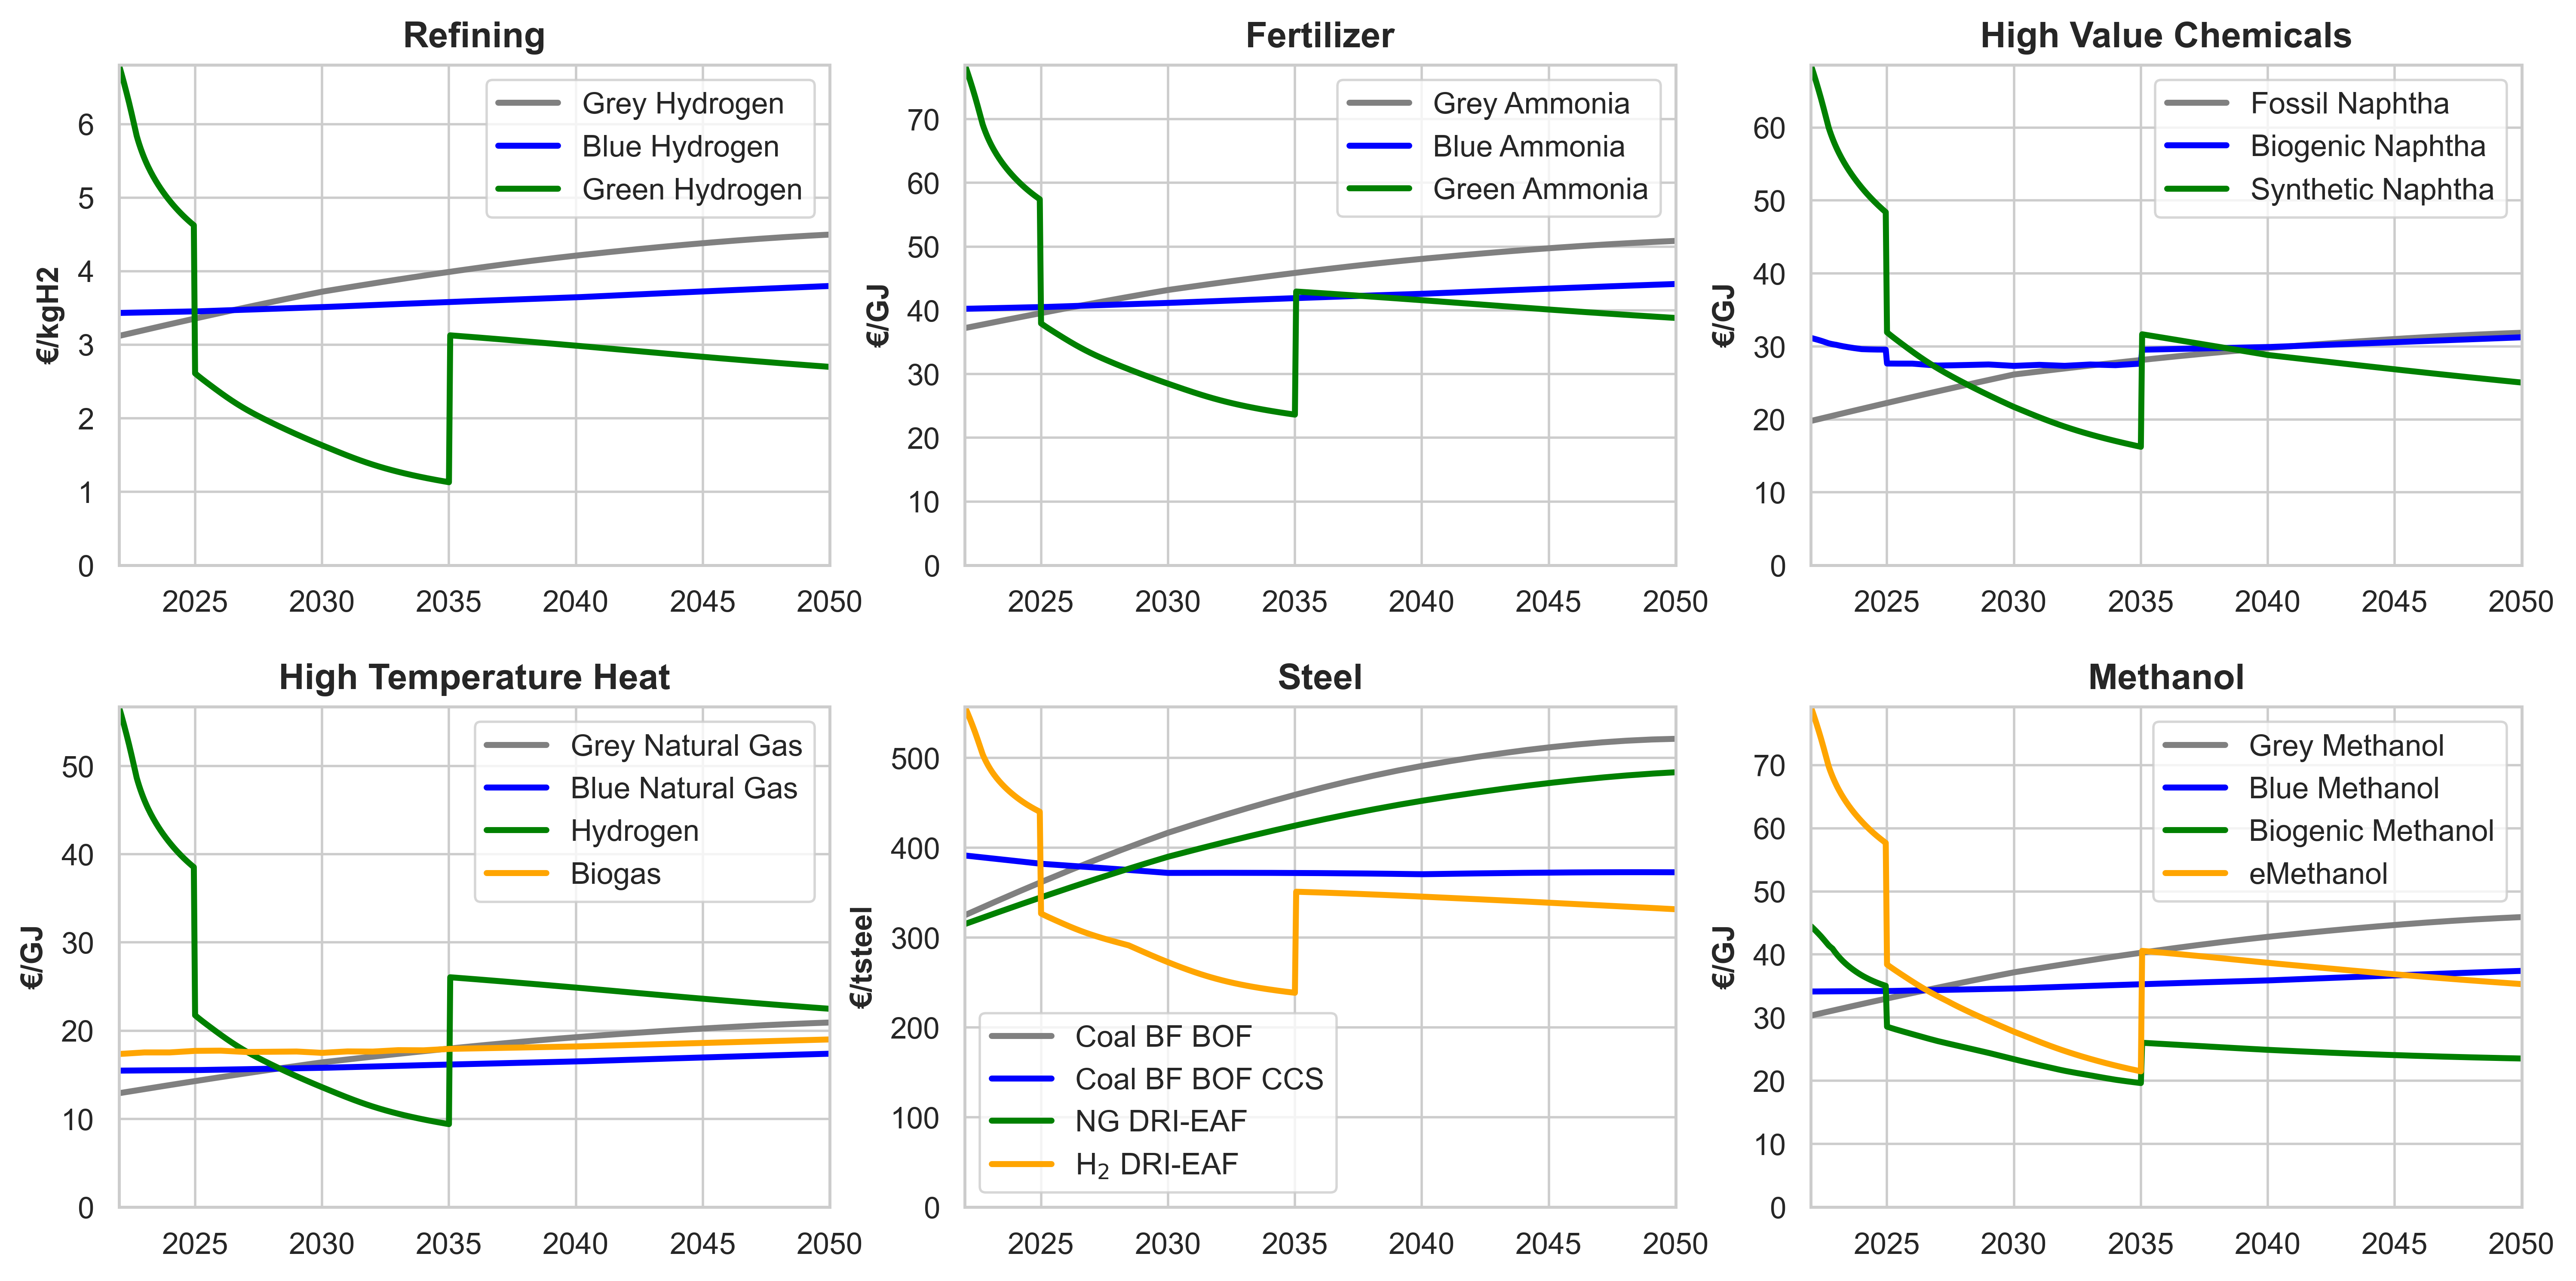 Refining
€/kgH2
6
5
4
3
2
1
0
2025 2030 2035 2040 2045 2050
Grey Hydrogen
Blue Hydrogen
Green Hydrogen
Fertilizer
€/GJ
70
60
50
40
30
20
10
0
2025 2030 2035 2040 2045 2050
Grey Ammonia
Blue Ammonia
Green Ammonia
High Value Chemicals
€/GJ
60
50
40
30
20
10
0
2025 2030 2035 2040 2045 2050
Fossil Naphtha
Biogenic Naphtha
Synthetic Naphtha
High Temperature Heat
€/GJ
50
40
30
20
10
0
2025 2030 2035 2040 2045 2050
Grey Natural Gas
Blue Natural Gas
Hydrogen
Biogas
Steel
€/tsteel
500
400
300
200
100
0
2025 2030 2035 2040 2045 2050
Coal BF BOF
Coal BF BOF CCS
NG DRI-EAF
H₂ DRI-EAF
Methanol
€/GJ
70
60
50
40
30
20
10
0
2025 2030 2035 2040 2045 2050
Grey Methanol
Blue Methanol
Biogenic Methanol
eMethanol